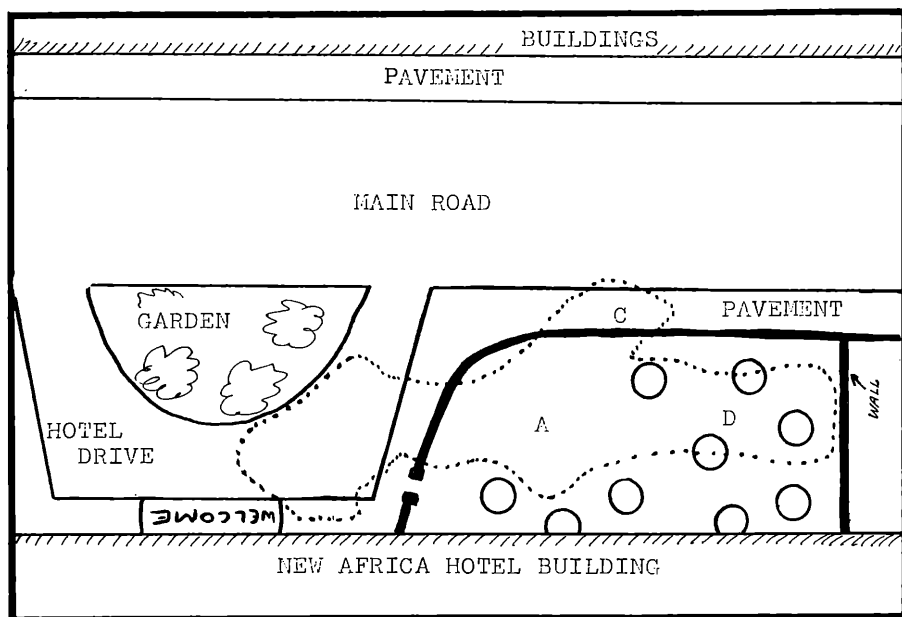 BUILDINGS
PAVEMENT
MAIN ROAD
GARDEN
C
PAVEMENT
WALL
HOTEL
DRIVE
A
D
WELCOME
NEW AFRICA HOTEL BUILDING